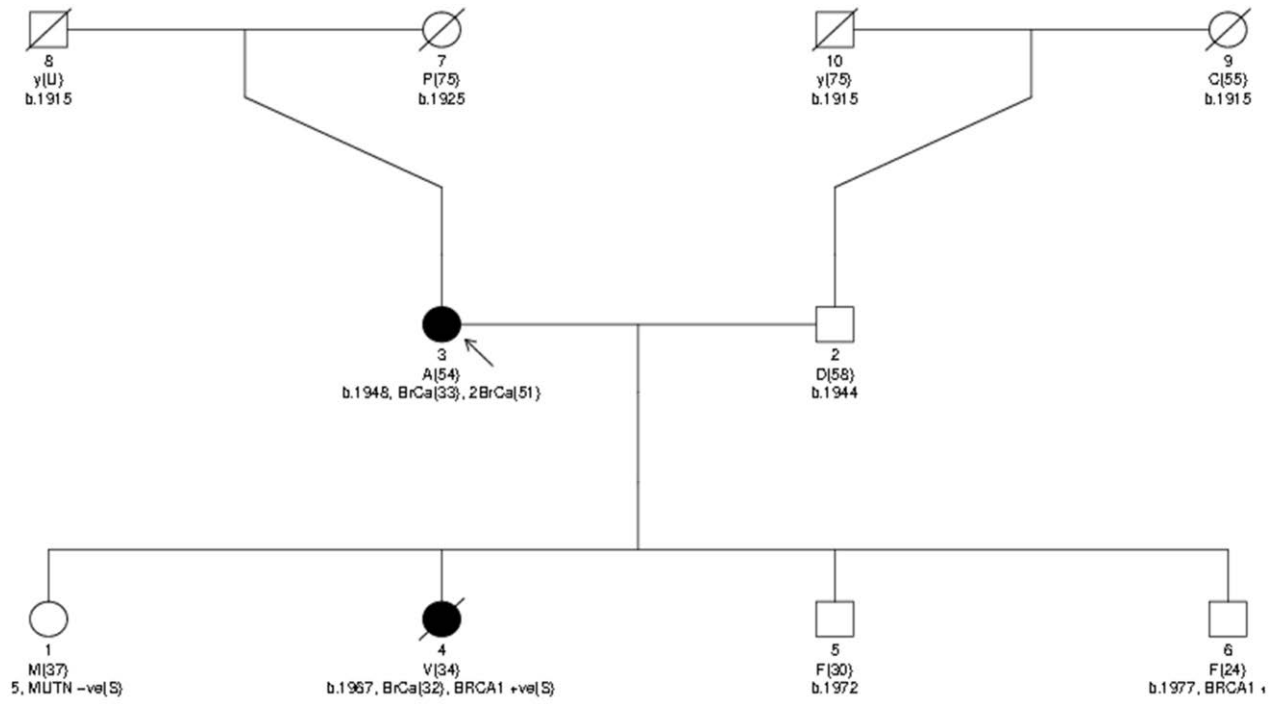 8
y{U}
b.1915
7
P{75}
b.1925
10
y{75}
b.1915
9
C{55}
b.1915
3
A{54}
b.1948, BrCa{33}, 2BrCa{51}
2
D{58}
b.1944
1
M{37}
5, MUTN -ve{S}
4
V{34}
b.1967, BrCa{32}, BRCA1 +ve{S}
5
F{30}
b.1972
6
F{24}
b.1977, BRCA1